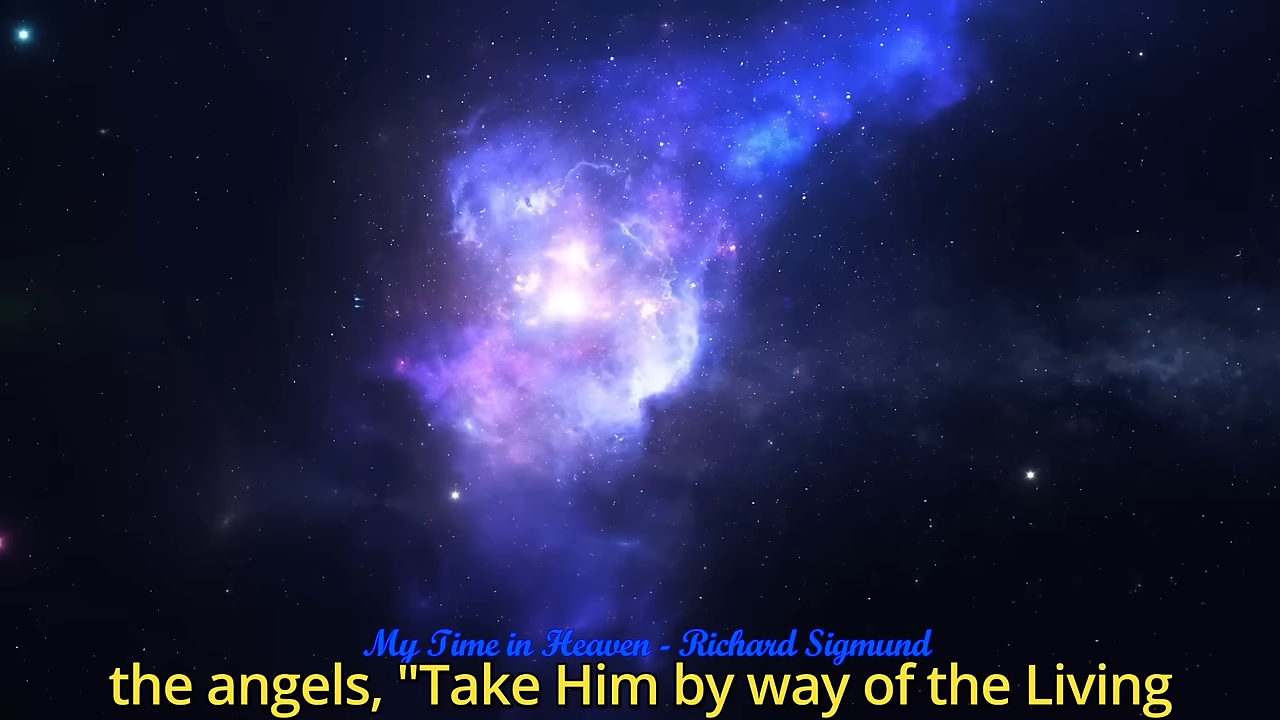 My Time in Heaven - Richard Sigmund
the angels, "Take Him by way of the Living